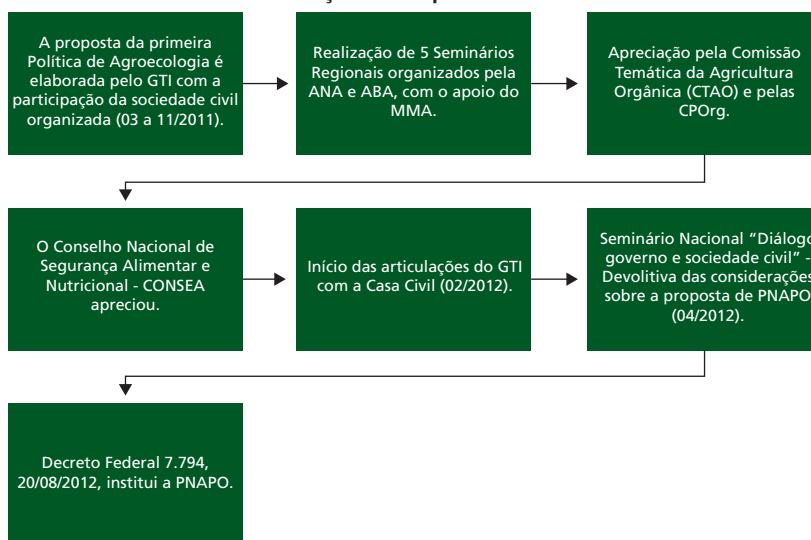 A proposta da primeira
Política de Agroecologia é
elaborada pelo GTI com a
participação da sociedade civil
organizada (03 a 11/2011).
Realização de 5 Seminários
Regionais organizados pela
ANA e ABA, com o apoio do
MMA.
Apreciação pela Comissão
Temática da Agricultura
Orgânica (CTAO) e pelas
CPOrg.
O Conselho Nacional de
Segurança Alimentar e
Nutricional - CONSEA
apreciou.
Início das articulações do GTI
com a Casa Civil (02/2012).
Seminário Nacional “Diálogo
governo e sociedade civil” -
Devolitiva das considerações
sobre a proposta de PNAPO
(04/2012).
Decreto Federal 7.794,
20/08/2012, institui a PNAPO.